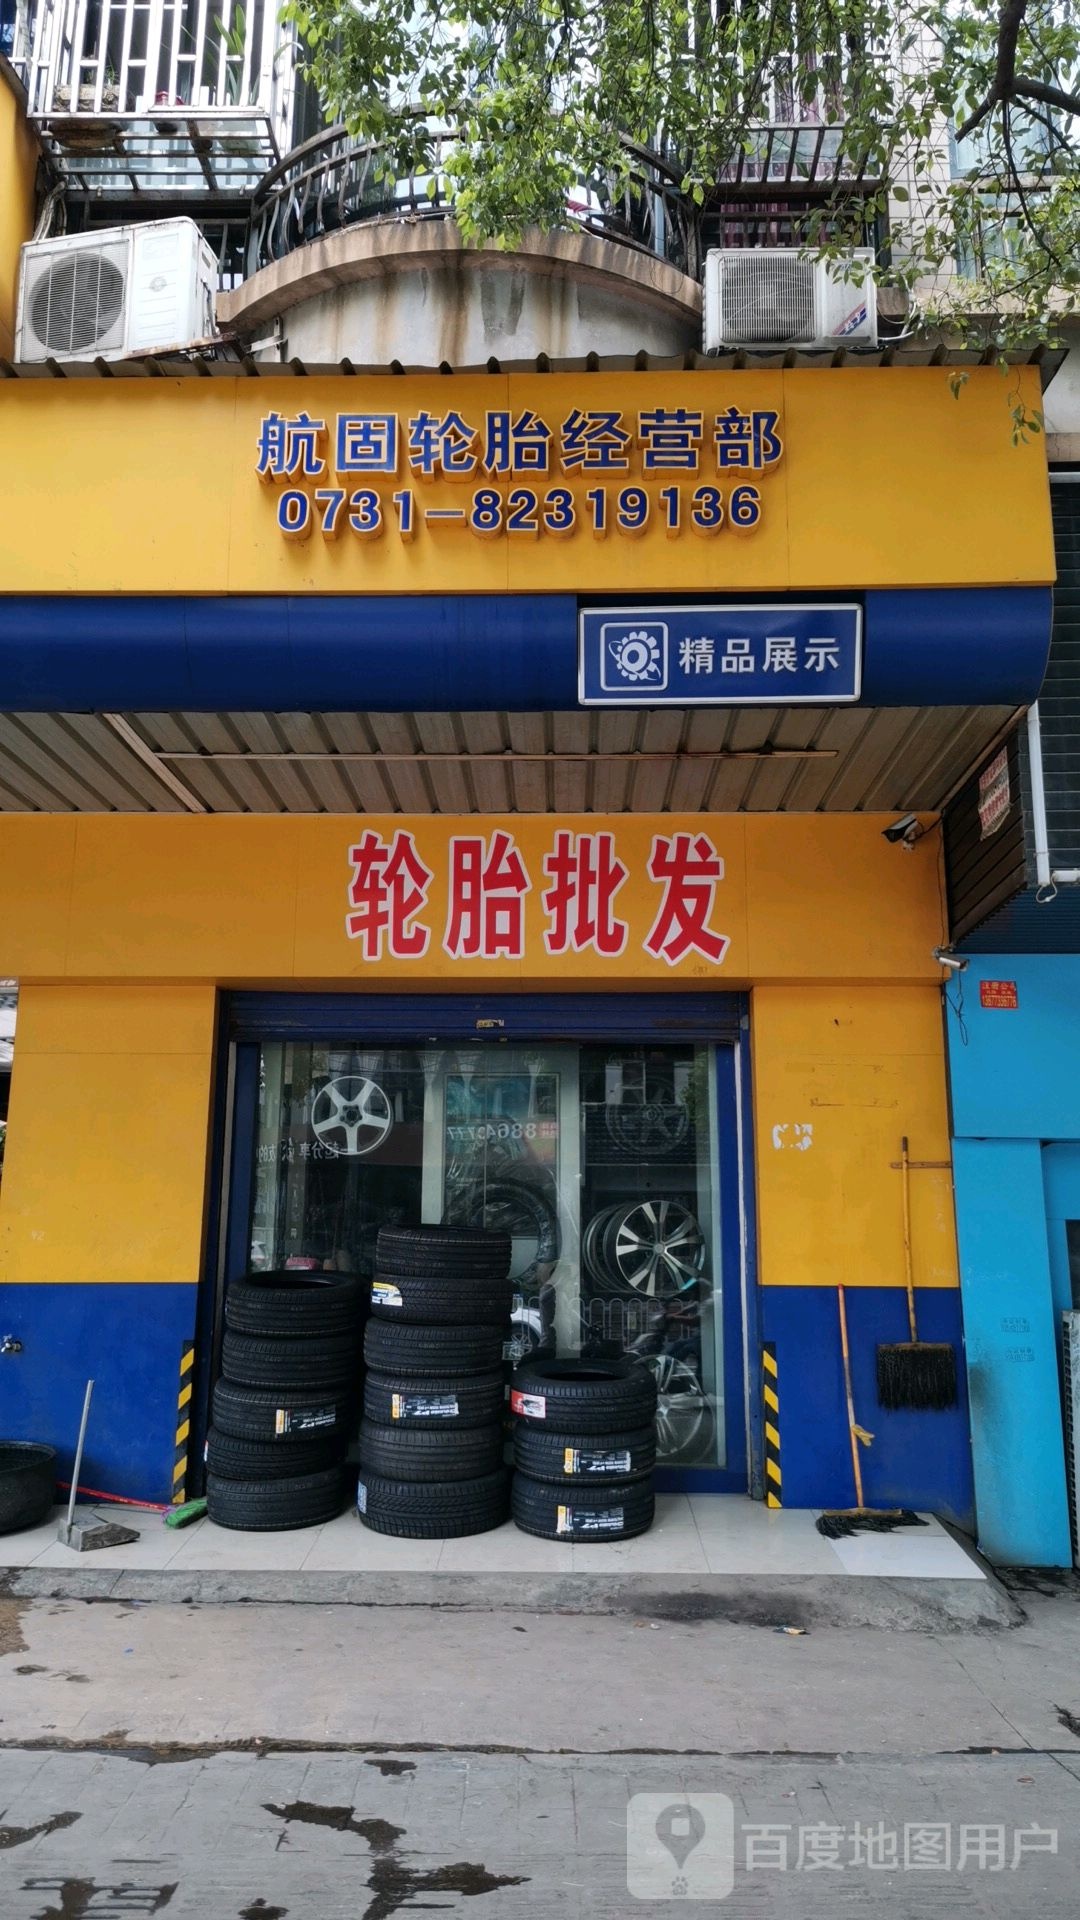 航固轮胎经营部
0731-82319136
精品展示
轮胎批发
百度地图用户